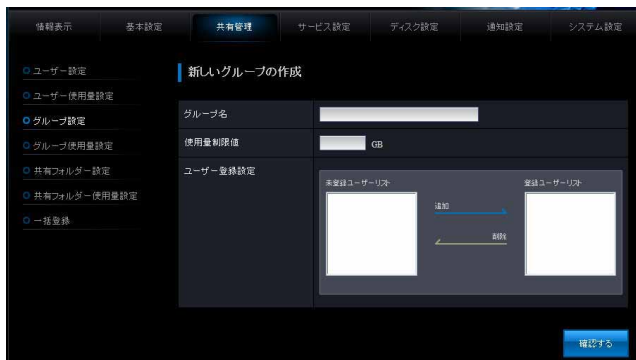 情報表示
基本設定
共有管理
サービス設定
ディスク設定
通知設定
システム設定
ユーザー設定
ユーザー使用量設定
グループ設定
グループ使用量設定
共有フォルダー設定
共有フォルダー使用量設定
一括登録
新しいグループの作成
グループ名
使用量制限値
GB
ユーザー登録設定
未登録ユーザーリスト
登録ユーザーリスト
追加
削除
確認する